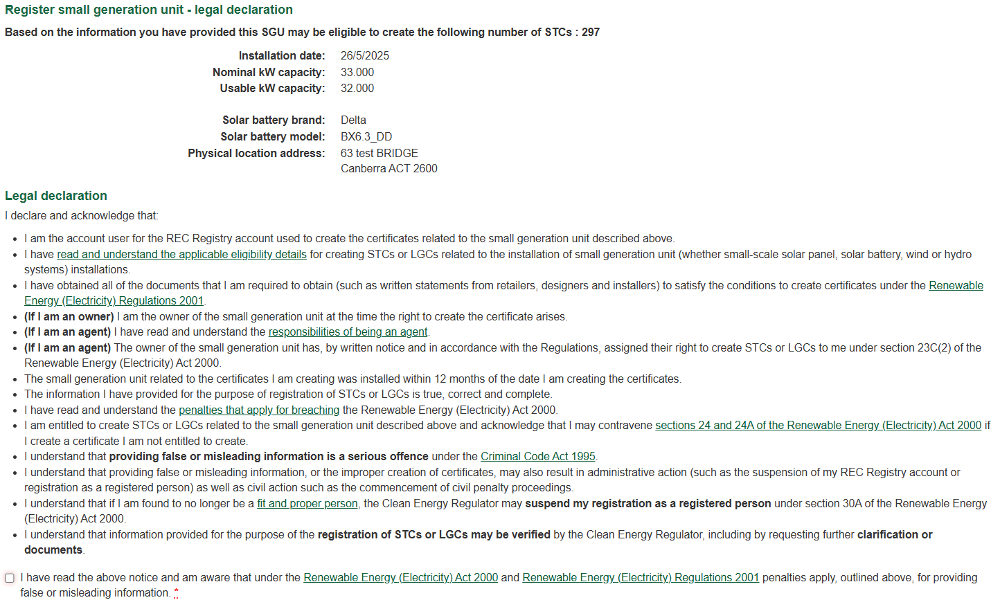 Register small generation unit - legal declaration
Based on the information you have provided this SGU may be eligible to create the following number of STCs : 297
Installation date: 26/5/2025
Nominal kW capacity: 33.000
Usable kW capacity: 32.000
Solar battery brand: Delta
Solar battery model: BX6.3_DD
Physical location address: 63 test BRIDGE
Canberra ACT 2600
Legal declaration
I declare and acknowledge that:
• I am the account user for the REC Registry account used to create the certificates related to the small generation unit described above.
• I have read and understand the applicable eligibility details for creating STCs or LGCs related to the installation of small generation unit (whether small-scale solar panel, solar battery, wind or hydro
systems) installations.
• I have obtained all of the documents that I am required to obtain (such as written statements from retailers, designers and installers) to satisfy the conditions to create certificates under the Renewable
Energy (Electricity) Regulations 2001.
• (If I am an owner) I am the owner of the small generation unit at the time the right to create the certificate arises.
• (If I am an agent) I have read and understand the responsibilities of being an agent.
• (If I am an agent) The owner of the small generation unit has, by written notice and in accordance with the Regulations, assigned their right to create STCs or LGCs to me under section 23C(2) of the
Renewable Energy (Electricity) Act 2000.
• The small generation unit related to the certificates I am creating was installed within 12 months of the date I am creating the certificates.
• The information I have provided for the purpose of registration of STCs or LGCs is true, correct and complete.
• I have read and understand the penalties that apply for breaching the Renewable Energy (Electricity) Act 2000.
• I am entitled to create STCs or LGCs related to the small generation unit described above and acknowledge that I may contravene sections 24 and 24A of the Renewable Energy (Electricity) Act 2000 if
I create a certificate I am not entitled to create.
• I understand that providing false or misleading information is a serious offence under the Criminal Code Act 1995.
• I understand that providing false or misleading information, or the improper creation of certificates, may also result in administrative action (such as the suspension of my REC Registry account or
registration as a registered person) as well as civil action such as the commencement of civil penalty proceedings.
• I understand that if I am found to no longer be a fit and proper person, the Clean Energy Regulator may suspend my registration as a registered person under section 30A of the Renewable Energy
(Electricity) Act 2000.
• I understand that information provided for the purpose of the registration of STCs or LGCs may be verified by the Clean Energy Regulator, including by requesting further clarification or
documents.
I have read the above notice and am aware that under the Renewable Energy (Electricity) Act 2000 and Renewable Energy (Electricity) Regulations 2001 penalties apply, outlined above, for providing
false or misleading information. *